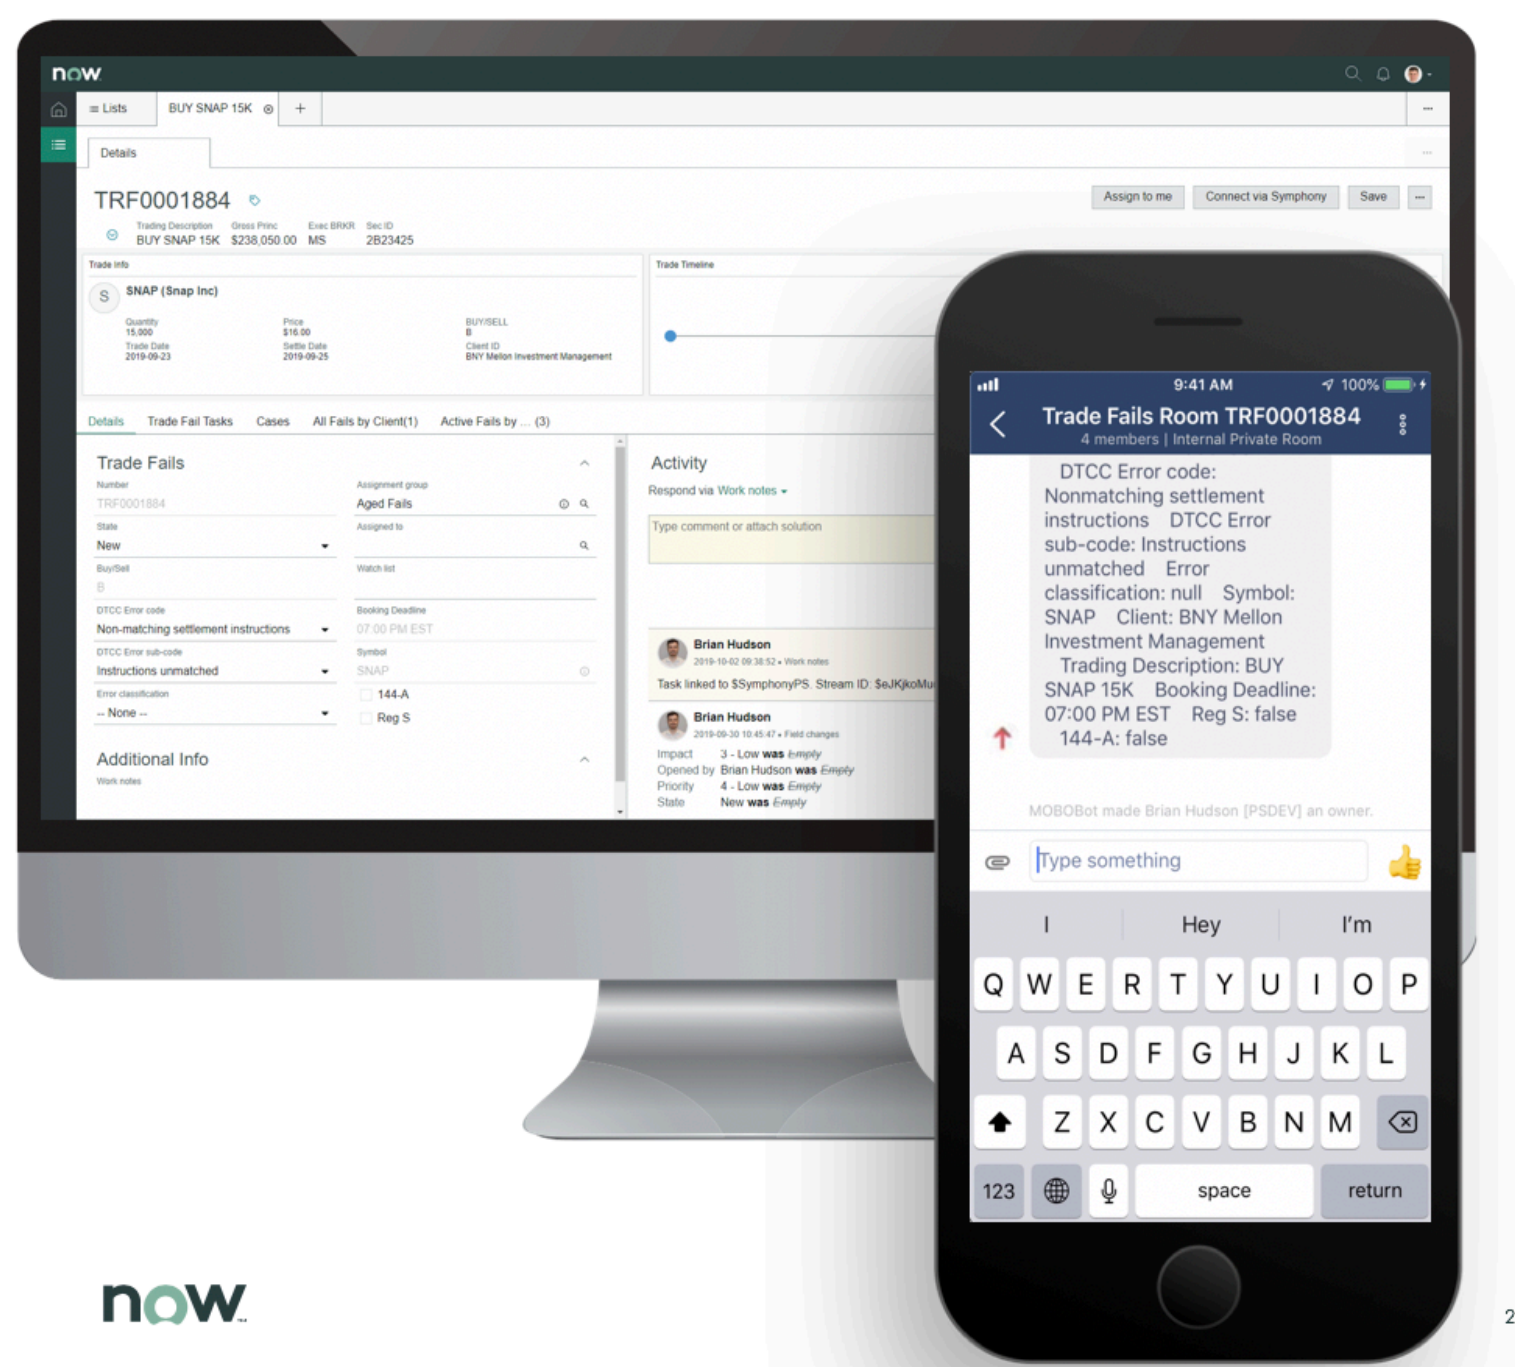 now.
Lists
BUY SNAP 15K
Details
TRF0001884
Assign to me
Connect via Symphony
Save
Trading Description
Gross Princ
Exec BRKR
Sec ID
BUY SNAP 15K
$238,050.00
MS
2B23425
Trade Info
Trade Timeline
S
SNAP (Snap Inc)
Quantity
Price
BUY/SELL
15,000
$16.00
B
Trade Date
Settle Date
Client ID
2019-09-23
2019-09-25
BNY Mellon Investment Management
Details
Trade Fail Tasks
Cases
All Fails by Client(1)
Active Fails by ... (3)
Trade Fails
Number
Assignment group
TRF0001884
Aged Fails
State
Assigned to
New
Buy/Sell
Watch list
B
DTCC Error code
Booking Deadline
Non-matching settlement instructions
07:00 PM EST
DTCC Error sub-code
Symbol
Instructions unmatched
SNAP
Error classification
144-A
-- None --
Reg S
Additional Info
Work notes
Activity
Respond via Work notes
Type comment or attach solution
Brian Hudson
2019-10-02 09:38:52 • Work notes
Task linked to $SymphonyPS. Stream ID: $eJKjkoMu
Brian Hudson
2019-09-30 10:45:47 • Field changes
Impact 3 - Low was Empty
Opened by Brian Hudson was Empty
Priority 4 - Low was Empty
State New was Empty
9:41 AM
100%
Trade Fails Room TRF0001884
4 members | Internal Private Room
DTCC Error code:
Nonmatching settlement
instructions DTCC Error
sub-code: Instructions
unmatched Error
classification: null Symbol:
SNAP Client: BNY Mellon
Investment Management
Trading Description: BUY
SNAP 15K Booking Deadline:
07:00 PM EST Reg S: false
144-A: false
MOBOBot made Brian Hudson [PSDEV] an owner.
Type something
I Hey I'm
Q W E R T Y U I O P
A S D F G H J K L
Z X C V B N M
123 space return
now.
2